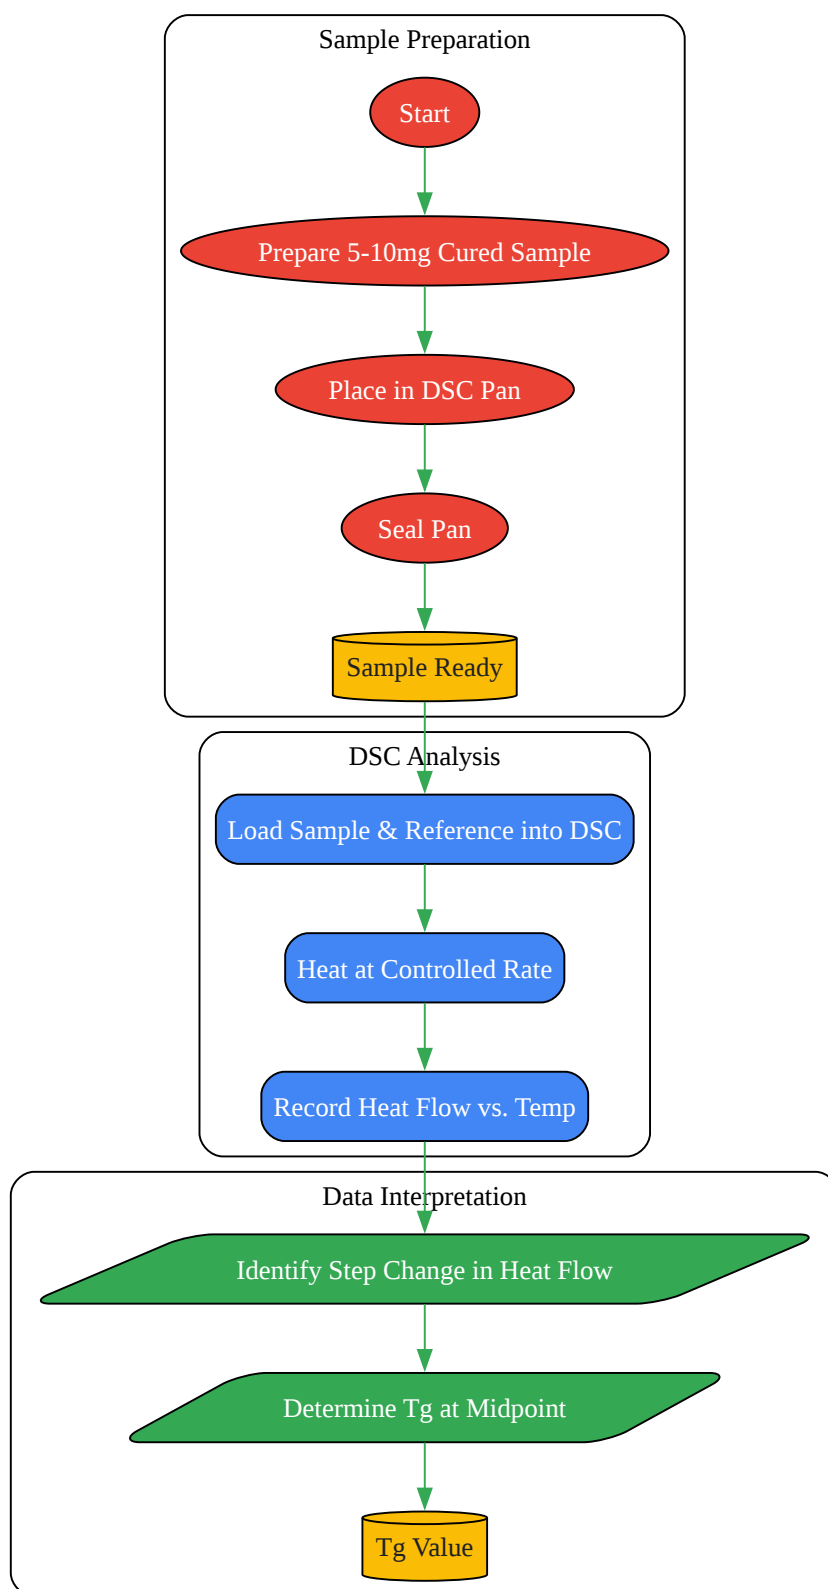 Sample Preparation
Start
Prepare 5-10mg Cured Sample
Place in DSC Pan
Seal Pan
Sample Ready
DSC Analysis
Load Sample & Reference into DSC
Heat at Controlled Rate
Record Heat Flow vs. Temp
Data Interpretation
Identify Step Change in Heat Flow
Determine Tg at Midpoint
Tg Value